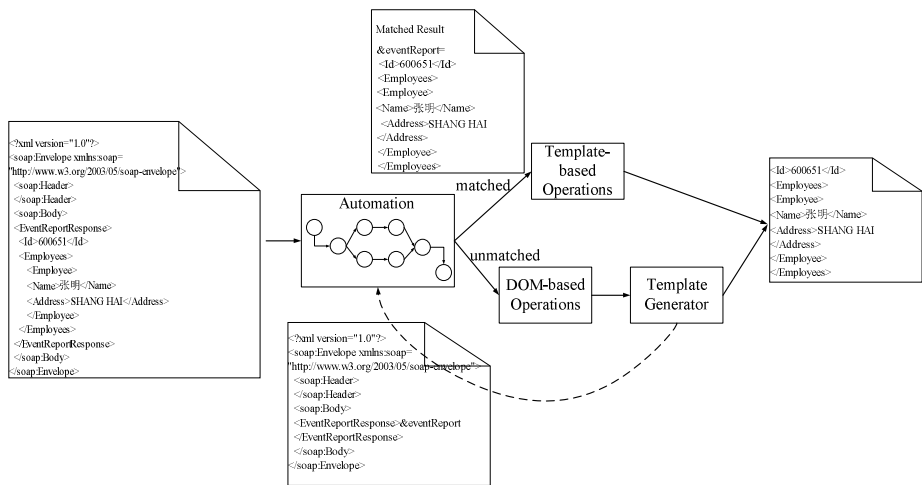 Matched Result
&eventReport=
<Id>600651</Id>
<Employees>
<Employee>
<Name>张明</Name>
<Address>SHANG HAI
</Address>
</Employee>
</Employees>
<?xml version="1.0"?>
<soap:Envelope xmlns:soap=
"http://www.w3.org/2003/05/soap-envelope">
<soap:Header>
</soap:Header>
<soap:Body>
<EventReportResponse>
<Id>600651</Id>
<Employees>
<Employee>
<Name>张明</Name>
<Address>SHANG HAI</Address>
</Employee>
</Employees>
</EventReportResponse>
</soap:Body>
</soap:Envelope>
Automation
matched
unmatched
Template-
based
Operations
DOM-based
Operations
Template
Generator
<Id>600651</Id>
<Employees>
<Employee>
<Name>张明</Name>
<Address>SHANG HAI
</Address>
</Employee>
</Employees>
<?xml version="1.0"?>
<soap:Envelope xmlns:soap=
"http://www.w3.org/2003/05/soap-envelope">
<soap:Header>
</soap:Header>
<soap:Body>
<EventReportResponse>&eventReport
</EventReportResponse>
</soap:Body>
</soap:Envelope>